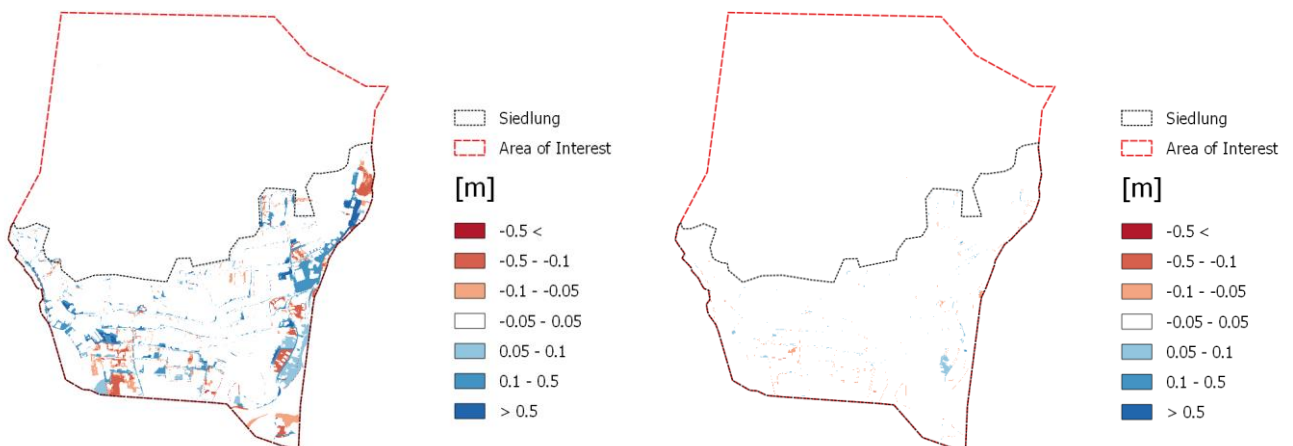 Siedlung
Area of Interest
[m]
-0.5 <
-0.5 - -0.1
-0.1 - -0.05
-0.05 - 0.05
0.05 - 0.1
0.1 - 0.5
> 0.5
Siedlung
Area of Interest
[m]
-0.5 <
-0.5 - -0.1
-0.1 - -0.05
-0.05 - 0.05
0.05 - 0.1
0.1 - 0.5
> 0.5